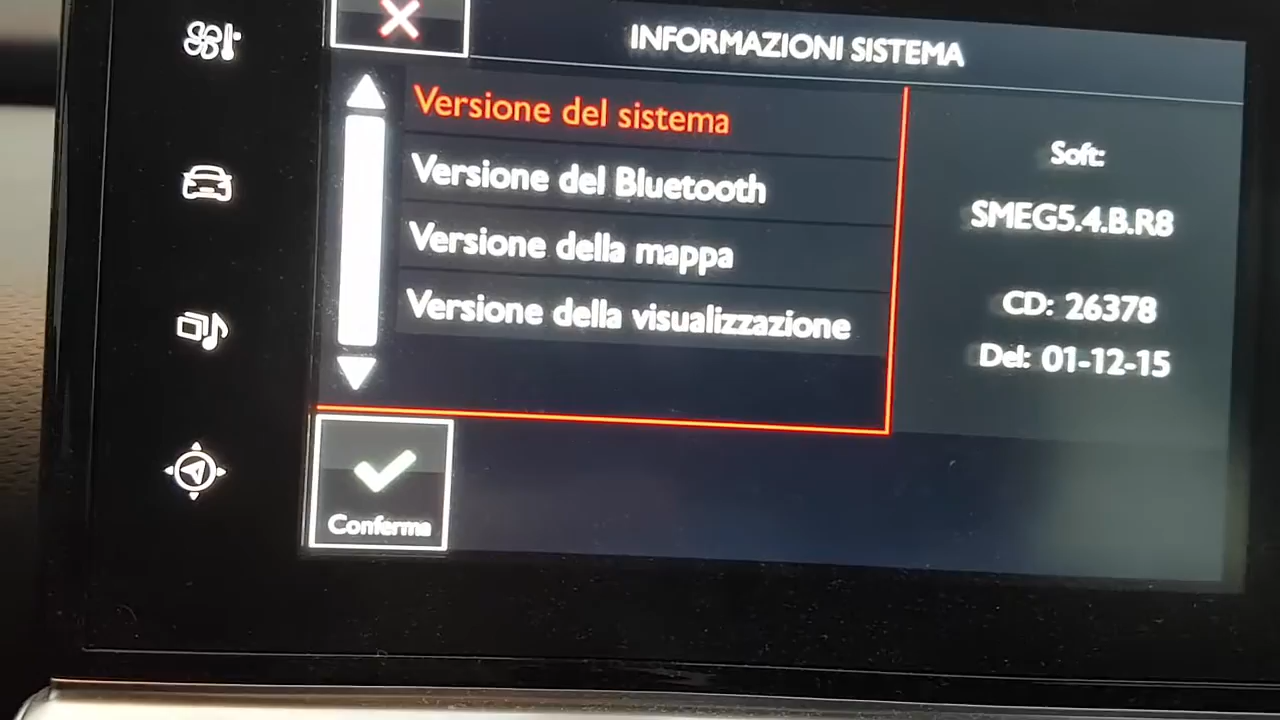 INFORMAZIONI SISTEMA
Versione del sistema
Versione del Bluetooth
Versione della mappa
Versione della visualizzazione
Soft:
SMEG5.4.B.R8
CD: 26378
Del: 01-12-15
Conferma